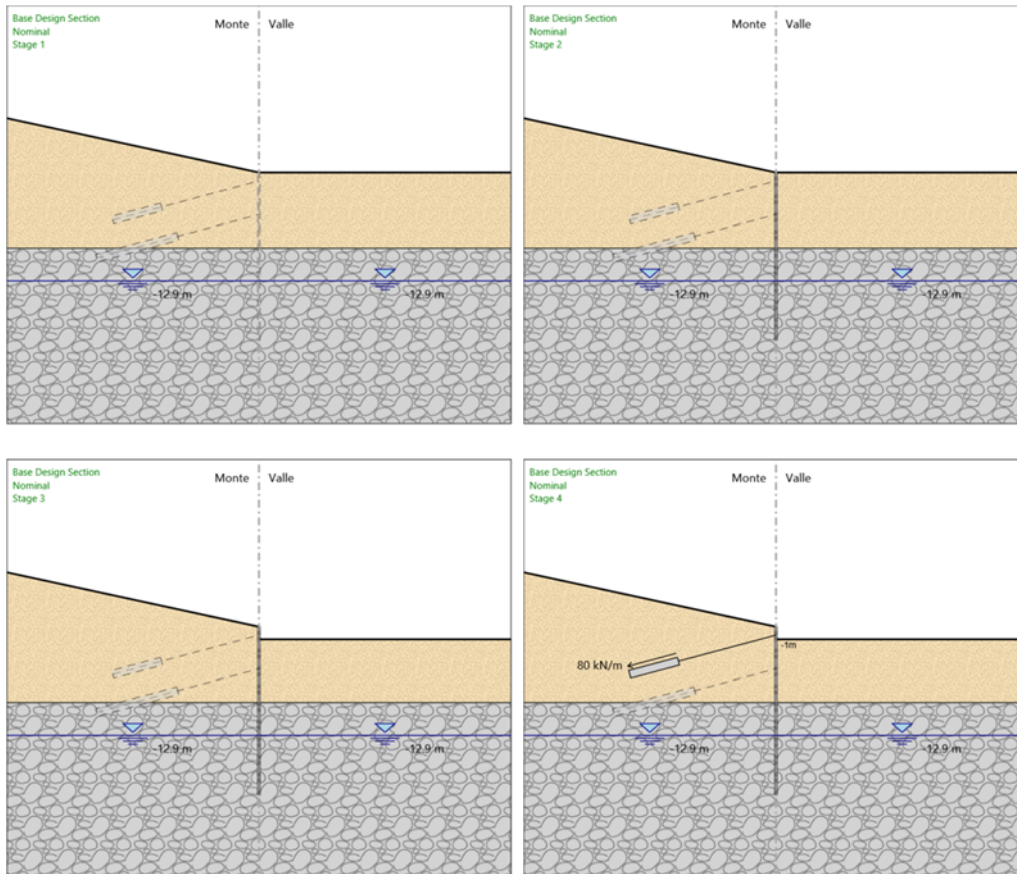 Base Design Section
Nominal
Stage 1
Monte
Valle
-12.9 m
-12.9 m
Base Design Section
Nominal
Stage 2
Monte
Valle
-12.9 m
-12.9 m
Base Design Section
Nominal
Stage 3
Monte
Valle
-12.9 m
-12.9 m
Base Design Section
Nominal
Stage 4
Monte
Valle
-1m
80 kN/m
-12.9 m
-12.9 m